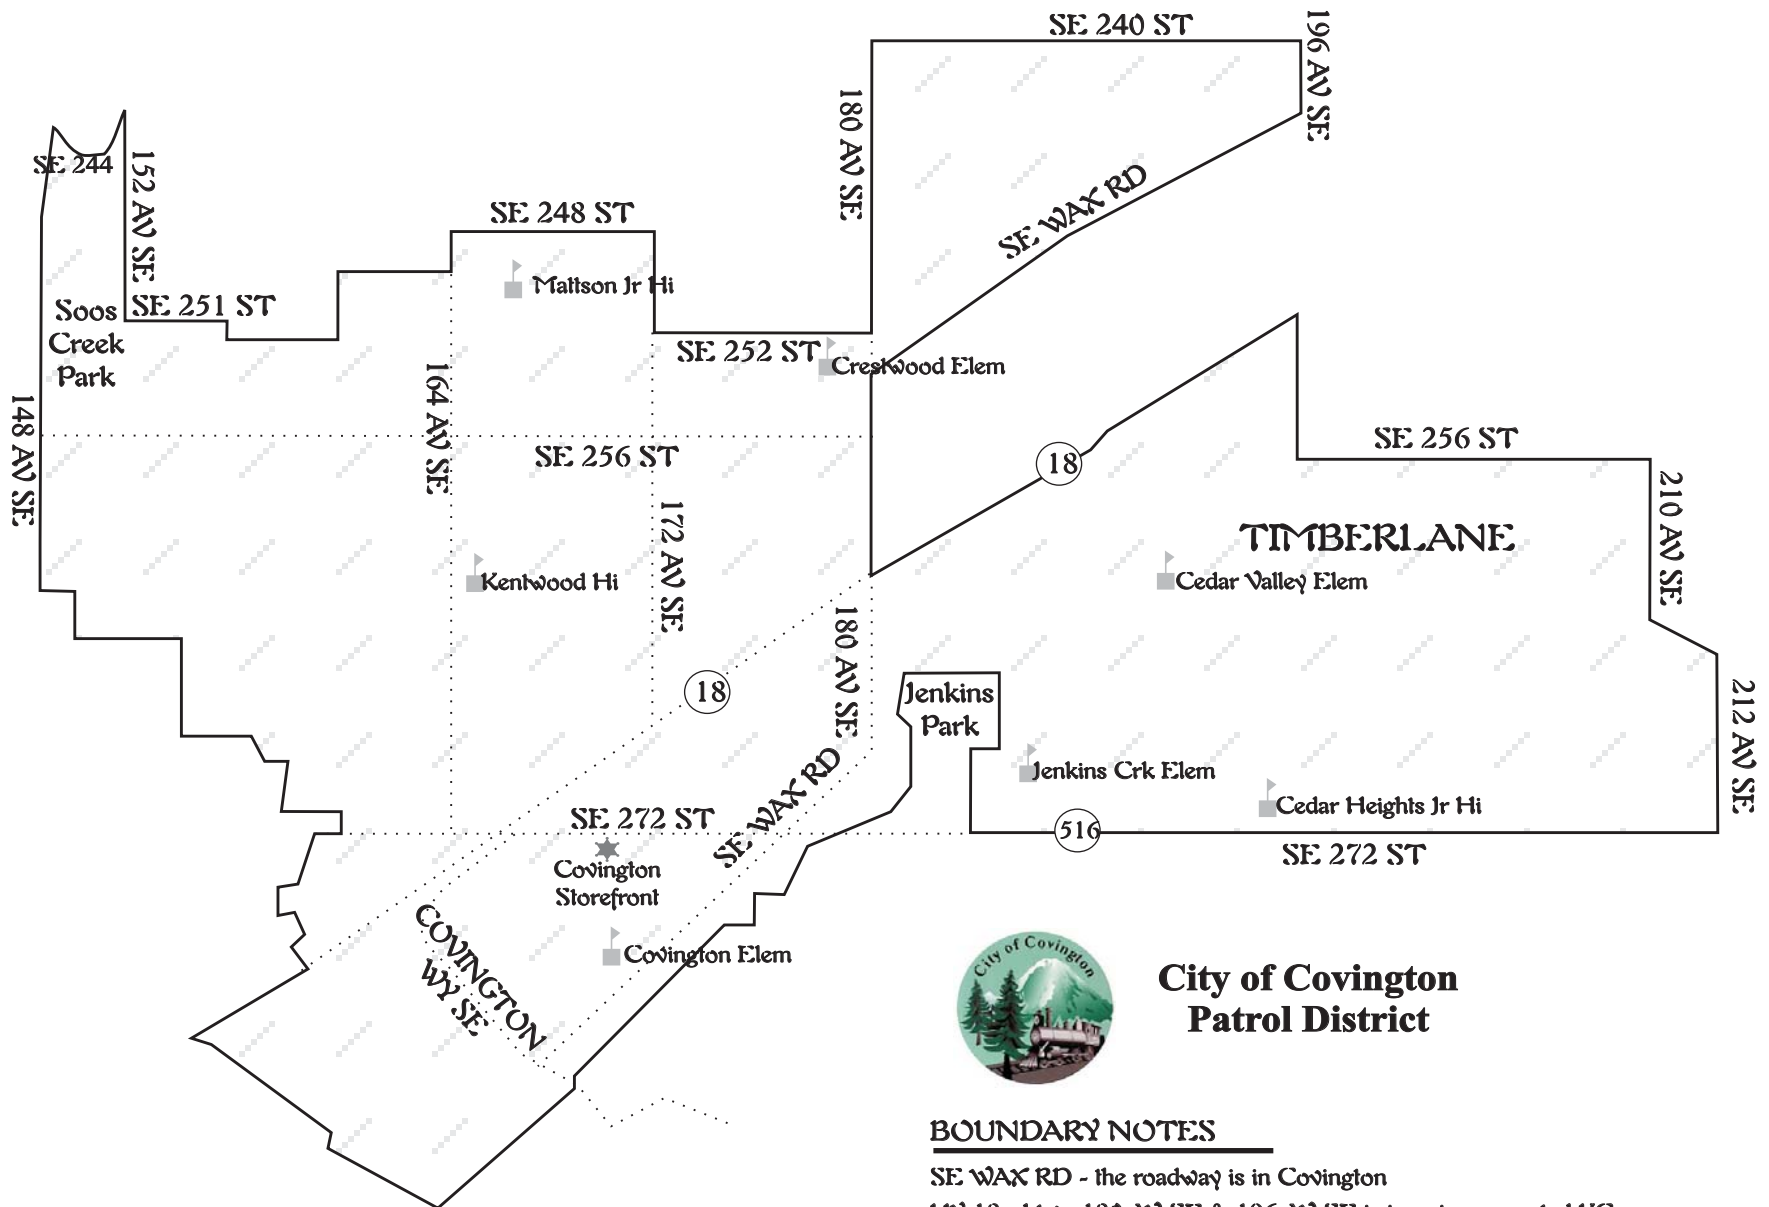 SE 240 ST
196 AV SE
180 AV SE
SE 244
152 AV SE
SE WAX RD
SE 248 ST
Mattson Jr Hi
Soos
Creek
Park
SE 251 ST
SE 252 ST
Crestwood Elem
148 AV SE
164 AV SE
SE 256 ST
18
SE 256 ST
210 AV SE
172 AV SE
TIMBERLANE
Kentwood Hi
Cedar Valley Elem
180 AV SE
18
Jenkins
Park
212 AV SE
Jenkins Crk Elem
SE WAX RD
Cedar Heights Jr Hi
SE 272 ST
516
SE 272 ST
Covington
Storefront
COVINGTON
WY SE
Covington Elem
City of Covington
City of Covington
Patrol District
BOUNDARY NOTES
SE WAX RD - the roadway is in Covington